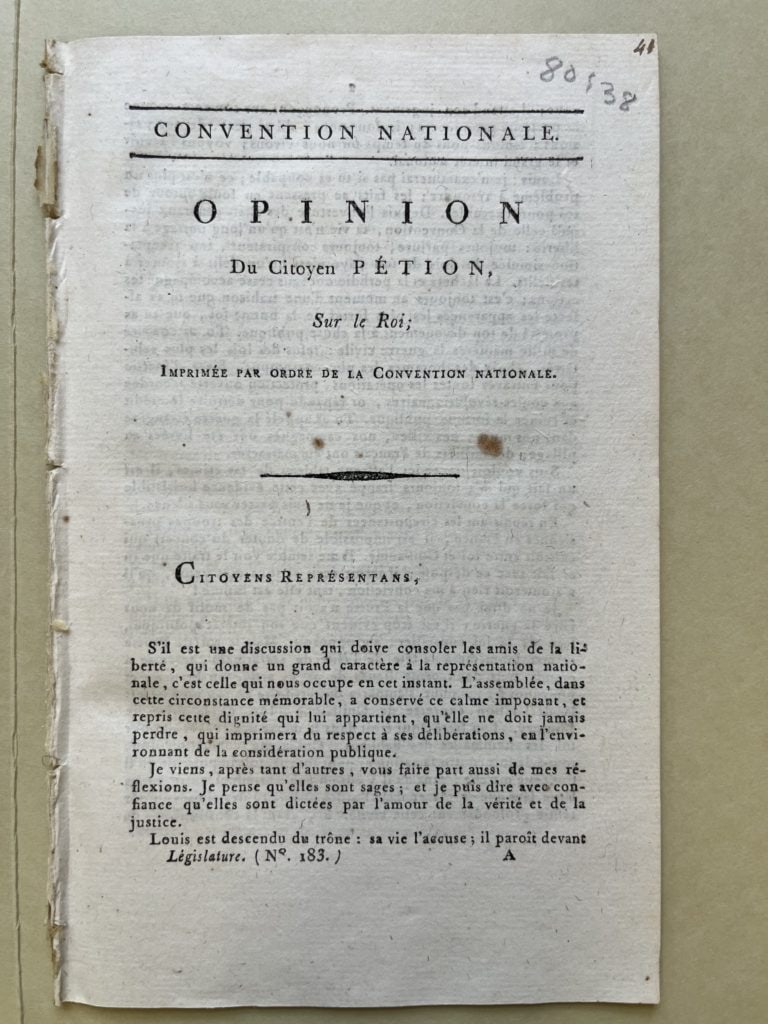 41
80,38
CONVENTION NATIONALE.
OPINION
Du Citoyen PÉTION,
Sur le Roi;
IMPRIMÉE PAR ORDRE DE LA CONVENTION NATIONALE.
CITOYENS REPRÉSENTANS,
S'il est une discussion qui doive consoler les amis de la li-
berté, qui donne un grand caractère à la représentation natio-
nale, c'est celle qui nous occupe en cet instant. L'assemblée, dans
cette circonstance mémorable, a conservé ce calme imposant, et
repris cette dignité qui lui appartient, qu'elle ne doit jamais
perdre, qui imprimera du respect à ses délibérations, en l'envi-
ronnant de la considération publique.
Je viens, après tant d'autres, vous faire part aussi de mes ré-
flexions. Je pense qu'elles sont sages; et je puis dire avec con-
fiance qu'elles sont dictées par l'amour de la vérité et de la
justice.
Louis est descendu du trône : sa vie l'accuse; il paroît devant
Législature. (Nº. 183.) A